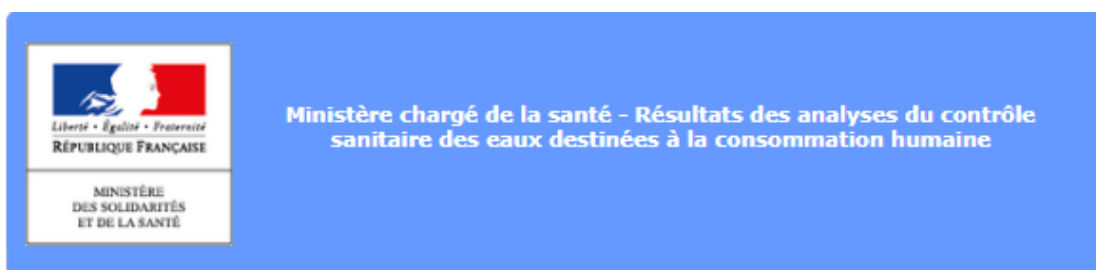 Liberté • Égalité • Fraternité
RÉPUBLIQUE FRANÇAISE
MINISTÈRE
DES SOLIDARITÉS
ET DE LA SANTÉ
Ministère chargé de la santé - Résultats des analyses du contrôle
sanitaire des eaux destinées à la consommation humaine